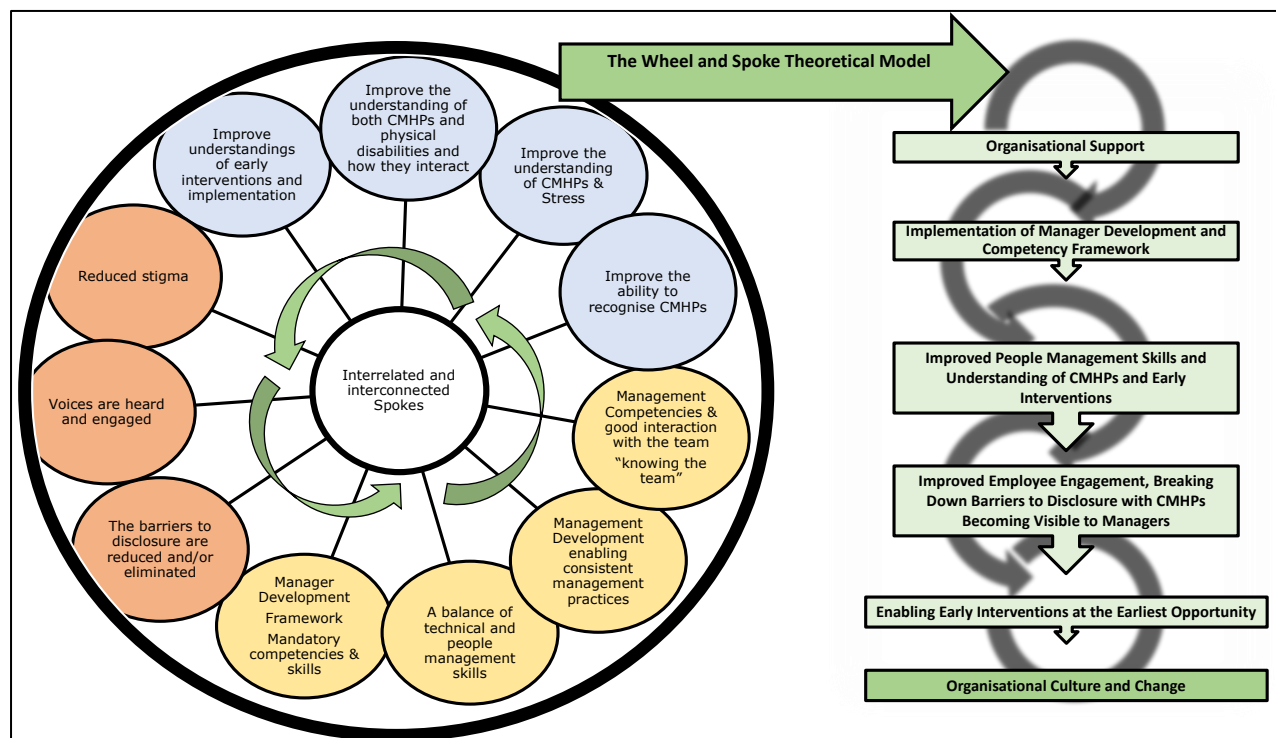 The Wheel and Spoke Theoretical Model
Improve the
understanding of
both CMHPs and
physical
disabilities and
how they interact
Improve
understandings
of early
interventions and
implementation
Improve the
understanding
of CMHPs &
Stress
Reduced stigma
Improve the
ability to
recognise CMHPs
Interrelated and
interconnected
Spokes
Voices are heard
and engaged
Management
Competencies &
good interaction
with the team
“knowing the
team”
The barriers to
disclosure are
reduced and/or
eliminated
Management
Development
enabling
consistent
management
practices
Manager
Development
Framework
Mandatory
competencies &
skills
A balance of
technical and
people
management
skills
Organisational Support
Implementation of Manager Development and
Competency Framework
Improved People Management Skills and
Understanding of CMHPs and Early
Interventions
Improved Employee Engagement, Breaking
Down Barriers to Disclosure with CMHPs
Becoming Visible to Managers
Enabling Early Interventions at the Earliest Opportunity
Organisational Culture and Change